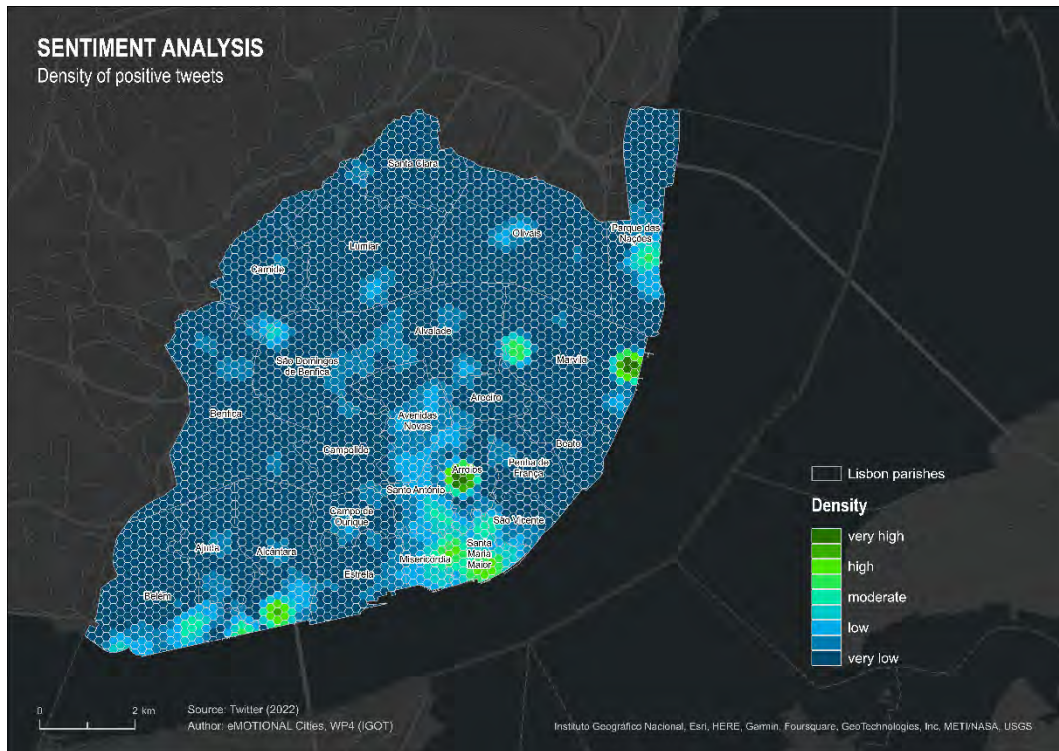 SENTIMENT ANALYSIS
Density of positive tweets
Santa Clara
Olivais
Parque das
Nações
Lumiar
Carnide
Alvalade
São Domingos
de Benfica
Marvila
Areeiro
Benfica
Avenidas
Novas
Beato
Campolide
Arroios
Penha de
França
Santo António
Campo de
Ourique
São Vicente
Ajuda
Alcântara
Misericórdia
Santa
Maria
Maior
Estrela
Belém
Lisbon parishes
Density
very high
high
moderate
low
very low
0
2 km
Source: Twitter (2022)
Author: eMOTIONAL Cities, WP4 (IGOT)
Instituto Geográfico Nacional, Esri, HERE, Garmin, Foursquare, GeoTechnologies, Inc, METI/NASA, USGS